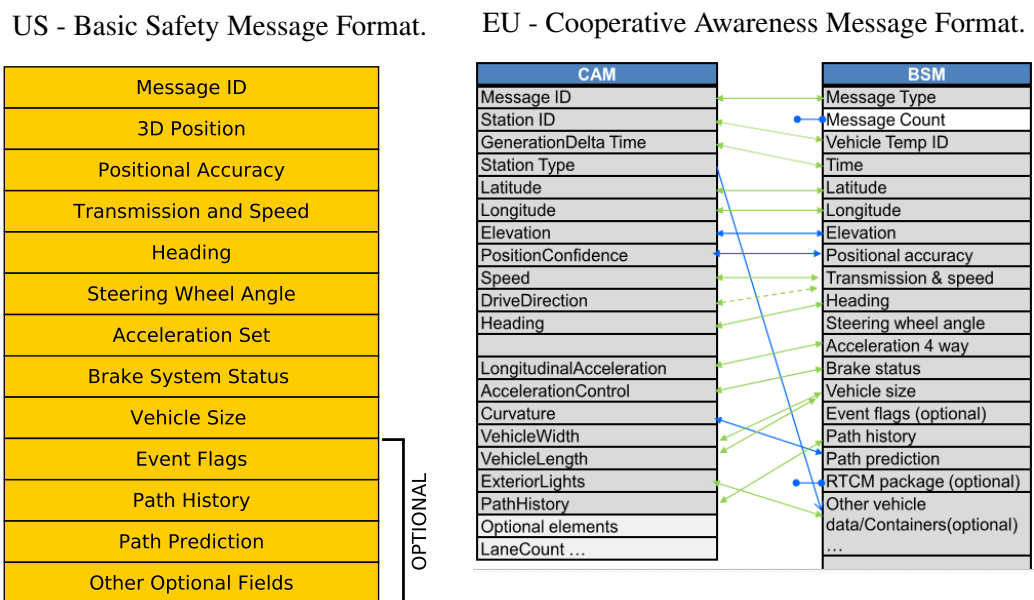 US - Basic Safety Message Format.
Message ID
3D Position
Positional Accuracy
Transmission and Speed
Heading
Steering Wheel Angle
Acceleration Set
Brake System Status
Vehicle Size
Event Flags
Path History
Path Prediction
Other Optional Fields
OPTIONAL
EU - Cooperative Awareness Message Format.
CAM
Message ID
Station ID
GenerationDelta Time
Station Type
Latitude
Longitude
Elevation
PositionConfidence
Speed
DriveDirection
Heading
LongitudinalAcceleration
AccelerationControl
Curvature
VehicleWidth
VehicleLength
ExteriorLights
PathHistory
Optional elements
LaneCount ...
BSM
Message Type
Message Count
Vehicle Temp ID
Time
Latitude
Longitude
Elevation
Positional accuracy
Transmission & speed
Heading
Steering wheel angle
Acceleration 4 way
Brake status
Vehicle size
Event flags (optional)
Path history
Path prediction
RTCM package (optional)
Other vehicle
data/Containers(optional)
...